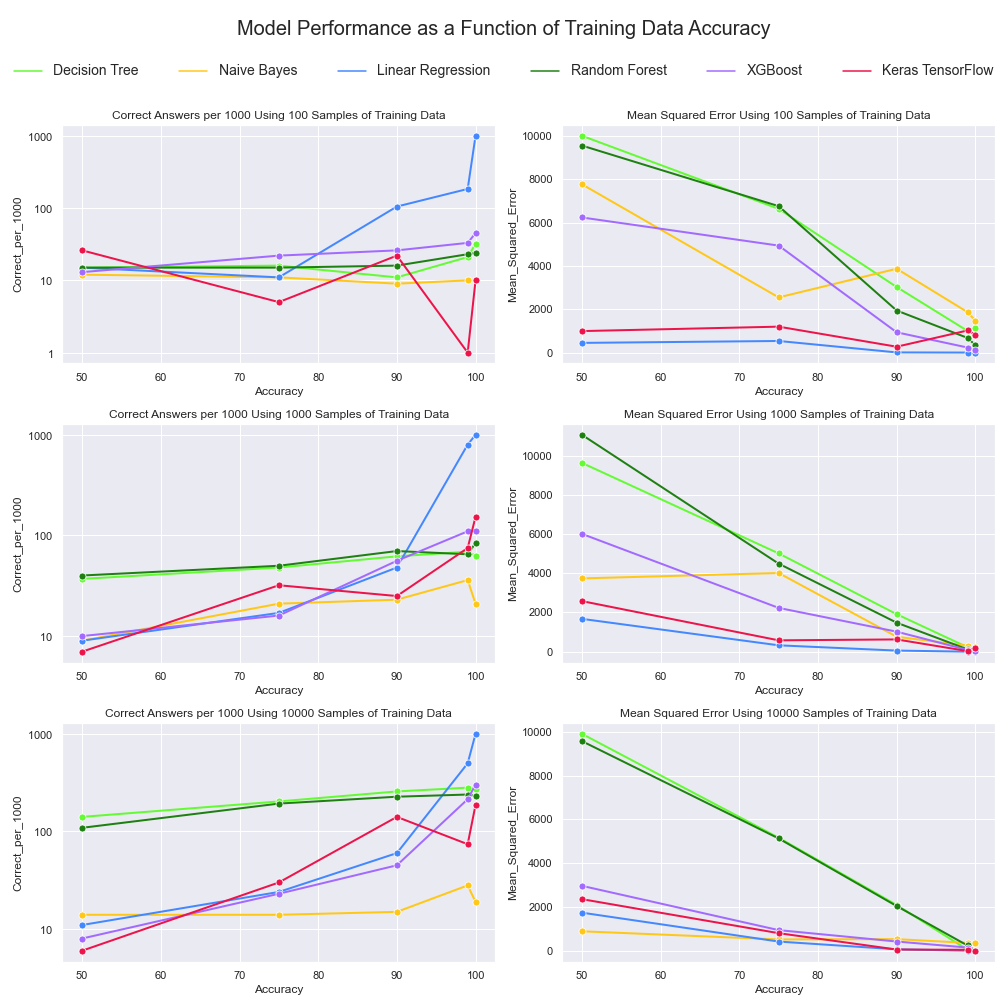 Model Performance as a Function of Training Data Accuracy
Decision Tree Naive Bayes Linear Regression Random Forest XGBoost Keras TensorFlow
Correct Answers per 1000 Using 100 Samples of Training Data
Correct_per_1000
1000
100
10
1
50 60 70 80 90 100
Accuracy
Mean Squared Error Using 100 Samples of Training Data
Mean_Squared_Error
10000
8000
6000
4000
2000
0
50 60 70 80 90 100
Accuracy
Correct Answers per 1000 Using 1000 Samples of Training Data
Correct_per_1000
1000
100
10
50 60 70 80 90 100
Accuracy
Mean Squared Error Using 1000 Samples of Training Data
Mean_Squared_Error
10000
8000
6000
4000
2000
0
50 60 70 80 90 100
Accuracy
Correct Answers per 1000 Using 10000 Samples of Training Data
Correct_per_1000
1000
100
10
50 60 70 80 90 100
Accuracy
Mean Squared Error Using 10000 Samples of Training Data
Mean_Squared_Error
10000
8000
6000
4000
2000
0
50 60 70 80 90 100
Accuracy